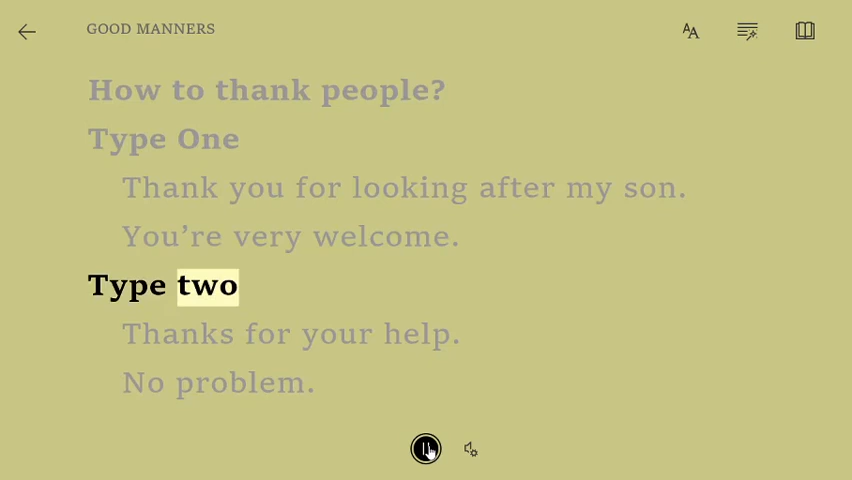 GOOD MANNERS
How to thank people?
Type One
Thank you for looking after my son.
You’re very welcome.
Type two
Thanks for your help.
No problem.